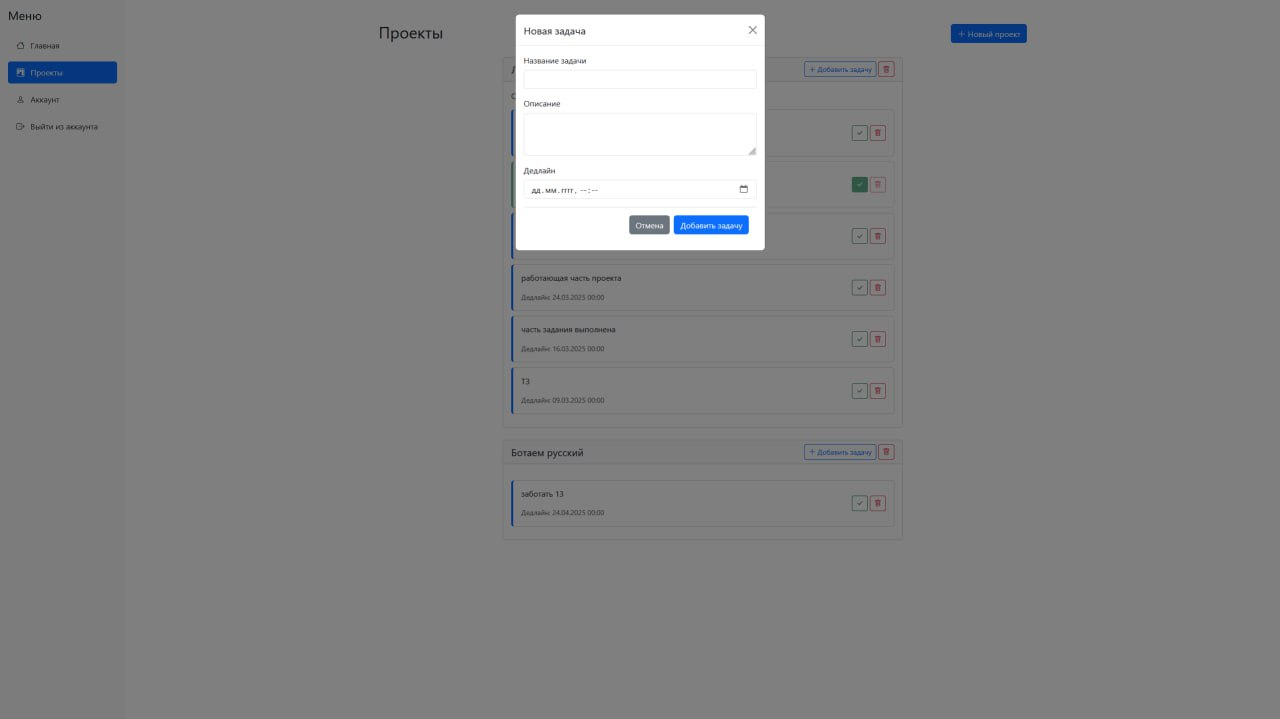 Меню
Главная
Проекты
Аккаунт
Выйти из аккаунта
Проекты
+ Новый проект
Новая задача
Название задачи
Описание
Дедлайн
дд.мм.гггг, --:--
Отмена
Добавить задачу
+ Добавить задачу
работающая часть проекта
Дедлайн: 24.03.2025 00:00
часть задания выполнена
Дедлайн: 16.03.2025 00:00
ТЗ
Дедлайн: 09.03.2025 00:00
Ботаем русский
+ Добавить задачу
заботать 13
Дедлайн: 24.04.2025 00:00